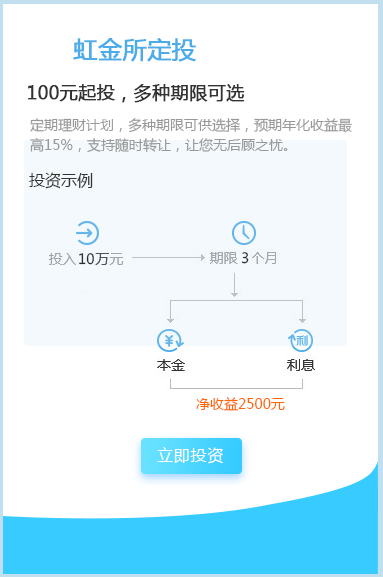 虹金所定投
100元起投，多种期限可选
定期理财计划，多种期限可供选择，预期年化收益最
高15%，支持随时转让，让您无后顾之忧。
投资示例
投入10万元
期限 3 个月
¥
利
本金
利息
净收益2500元
立即投资